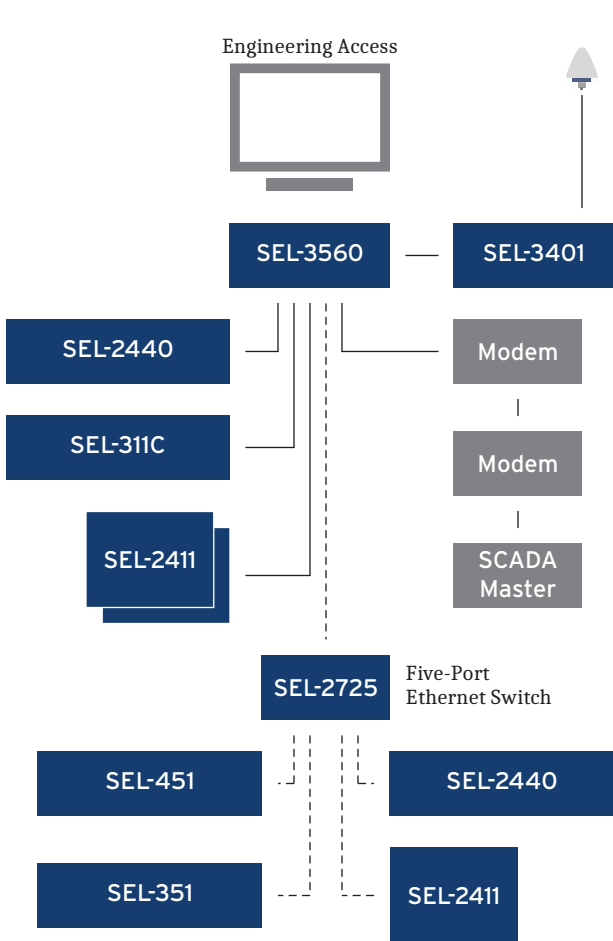 Engineering Access
SEL-3560
SEL-3401
SEL-2440
Modem
SEL-311C
Modem
SEL-2411
SCADA
Master
SEL-2725
Five-Port
Ethernet Switch
SEL-451
SEL-2440
SEL-351
SEL-2411